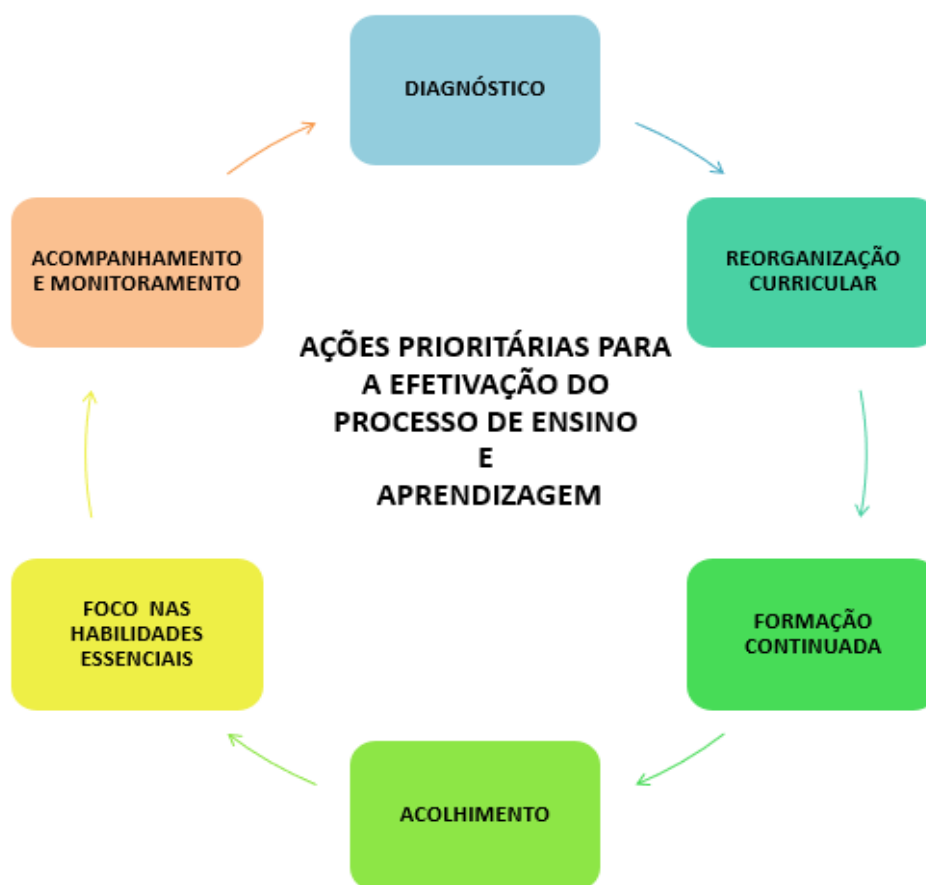 DIAGNÓSTICO
REORGANIZAÇÃO
CURRICULAR
FORMAÇÃO
CONTINUADA
ACOLHIMENTO
FOCO NAS
HABILIDADES
ESSENCIAIS
ACOMPANHAMENTO
E MONITORAMENTO
AÇÕES PRIORITÁRIAS PARA
A EFETIVAÇÃO DO
PROCESSO DE ENSINO
E
APRENDIZAGEM